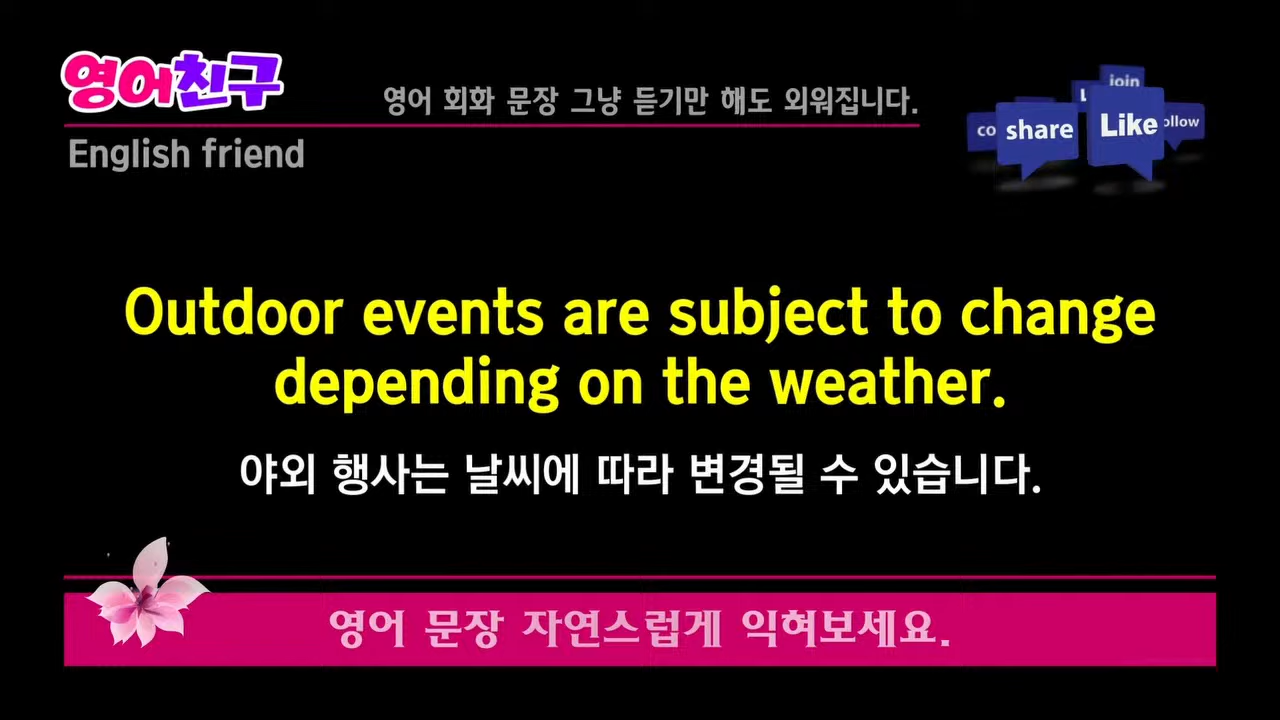 영어친구
영어 회화 문장 그냥 듣기만 해도 외워집니다.
English friend
join
share
Like
Outdoor events are subject to change
depending on the weather.
야외 행사는 날씨에 따라 변경될 수 있습니다.
영어 문장 자연스럽게 익혀보세요.